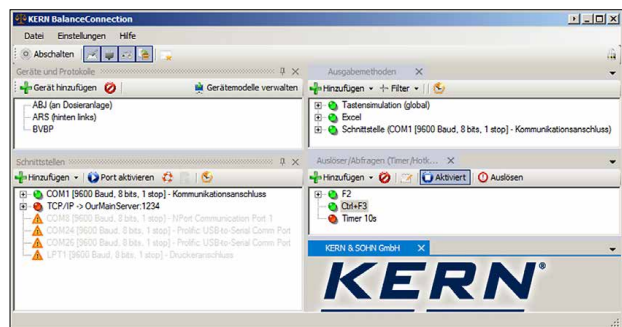 KERN BalanceConnection
Datei Einstellungen Hilfe
Abschalten
Geräte und Protokolle
Gerät hinzufügen Gerätemodelle verwalten
ABJ (an Dosieranlage)
ARS (hinten links)
BVBP
Ausgabemethoden
Hinzufügen Filter
Tastensimulation (global)
Excel
Schnittstelle (COM1 [9600 Baud, 8 bits, 1 stop] - Kommunikationsanschluss)
Schnittstellen
Hinzufügen Port aktivieren
COM1 [9600 Baud, 8 bits, 1 stop] - Kommunikationsanschluss
TCP/IP -> OurMainServer:1234
COM8 [9600 Baud, 8 bits, 1 stop] - NPort Communication Port 1
COM24 [9600 Baud, 8 bits, 1 stop] - Prolific USB-to-Serial Comm Port
COM26 [9600 Baud, 8 bits, 1 stop] - Prolific USB-to-Serial Comm Port
LPT1 [9600 Baud, 8 bits, 1 stop] - Druckeranschluss
Auslöser/Abfragen (Timer/Hotk...
Hinzufügen Aktiviert Auslösen
F2
Ctrl+F3
Timer 10s
KERN & SOHN GmbH
KERN®